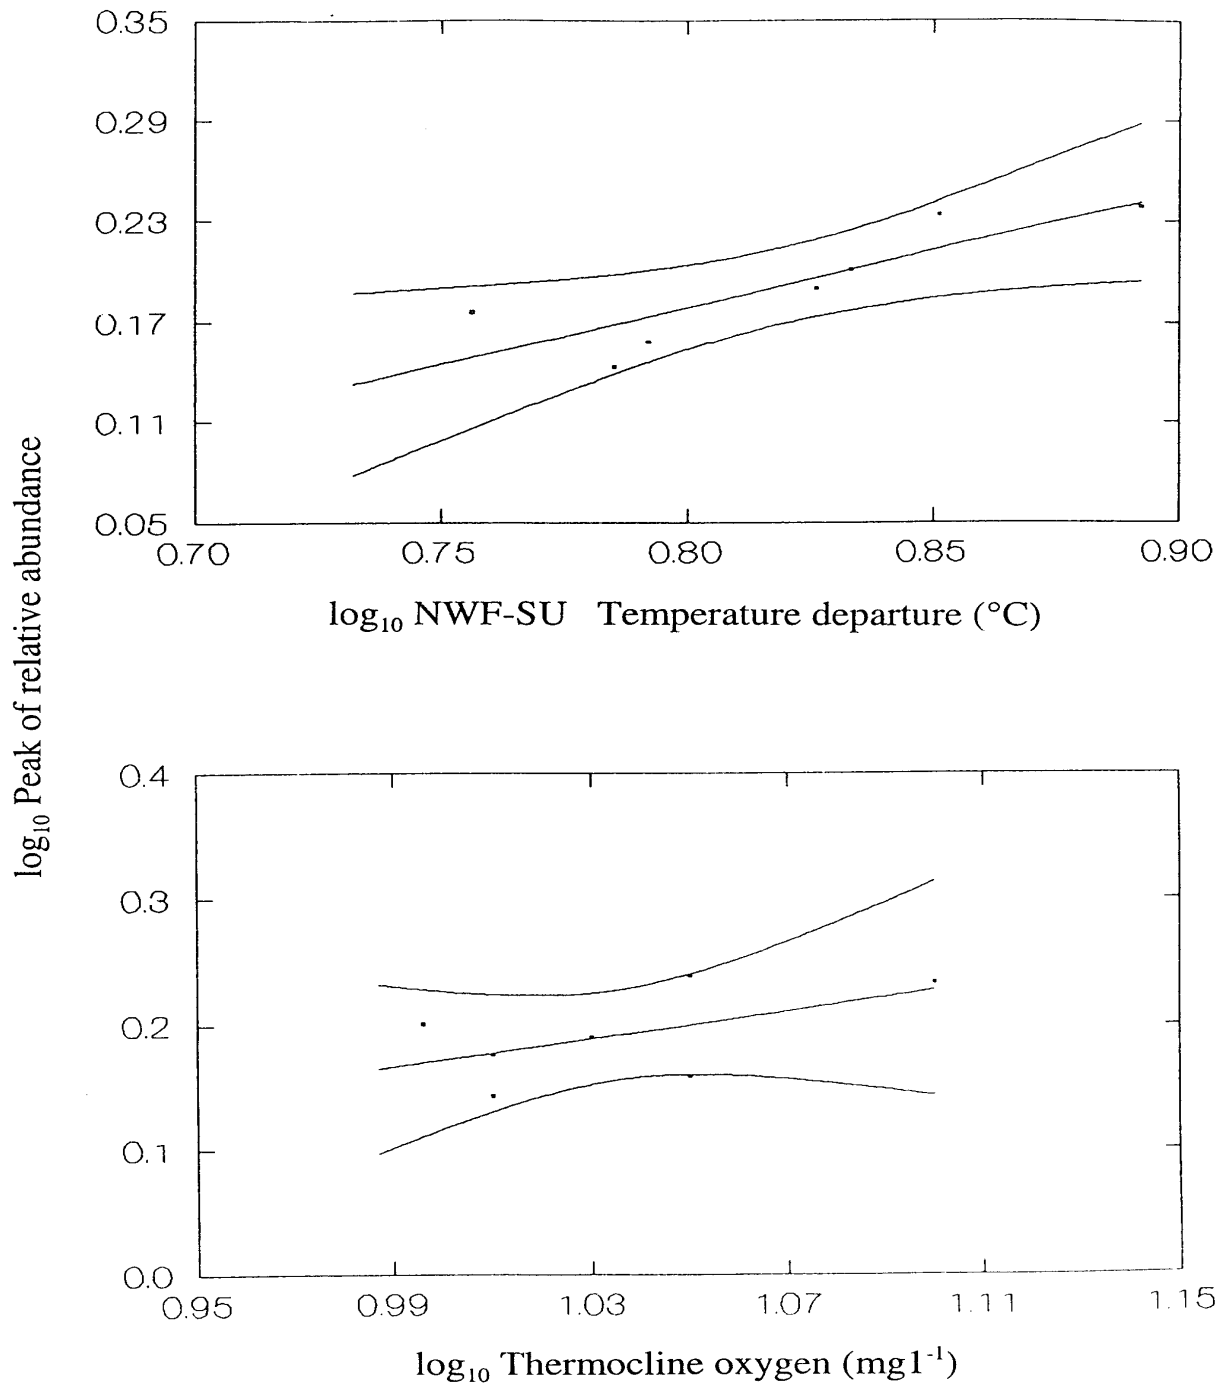 0.35
0.29
0.23
0.17
0.11
0.05
0.70 0.75 0.80 0.85 0.90
log₁₀ NWF-SU Temperature departure (°C)
log₁₀ Peak of relative abundance
0.4
0.3
0.2
0.1
0.0
0.95 0.99 1.03 1.07 1.11 1.15
log₁₀ Thermocline oxygen (mg1⁻¹)